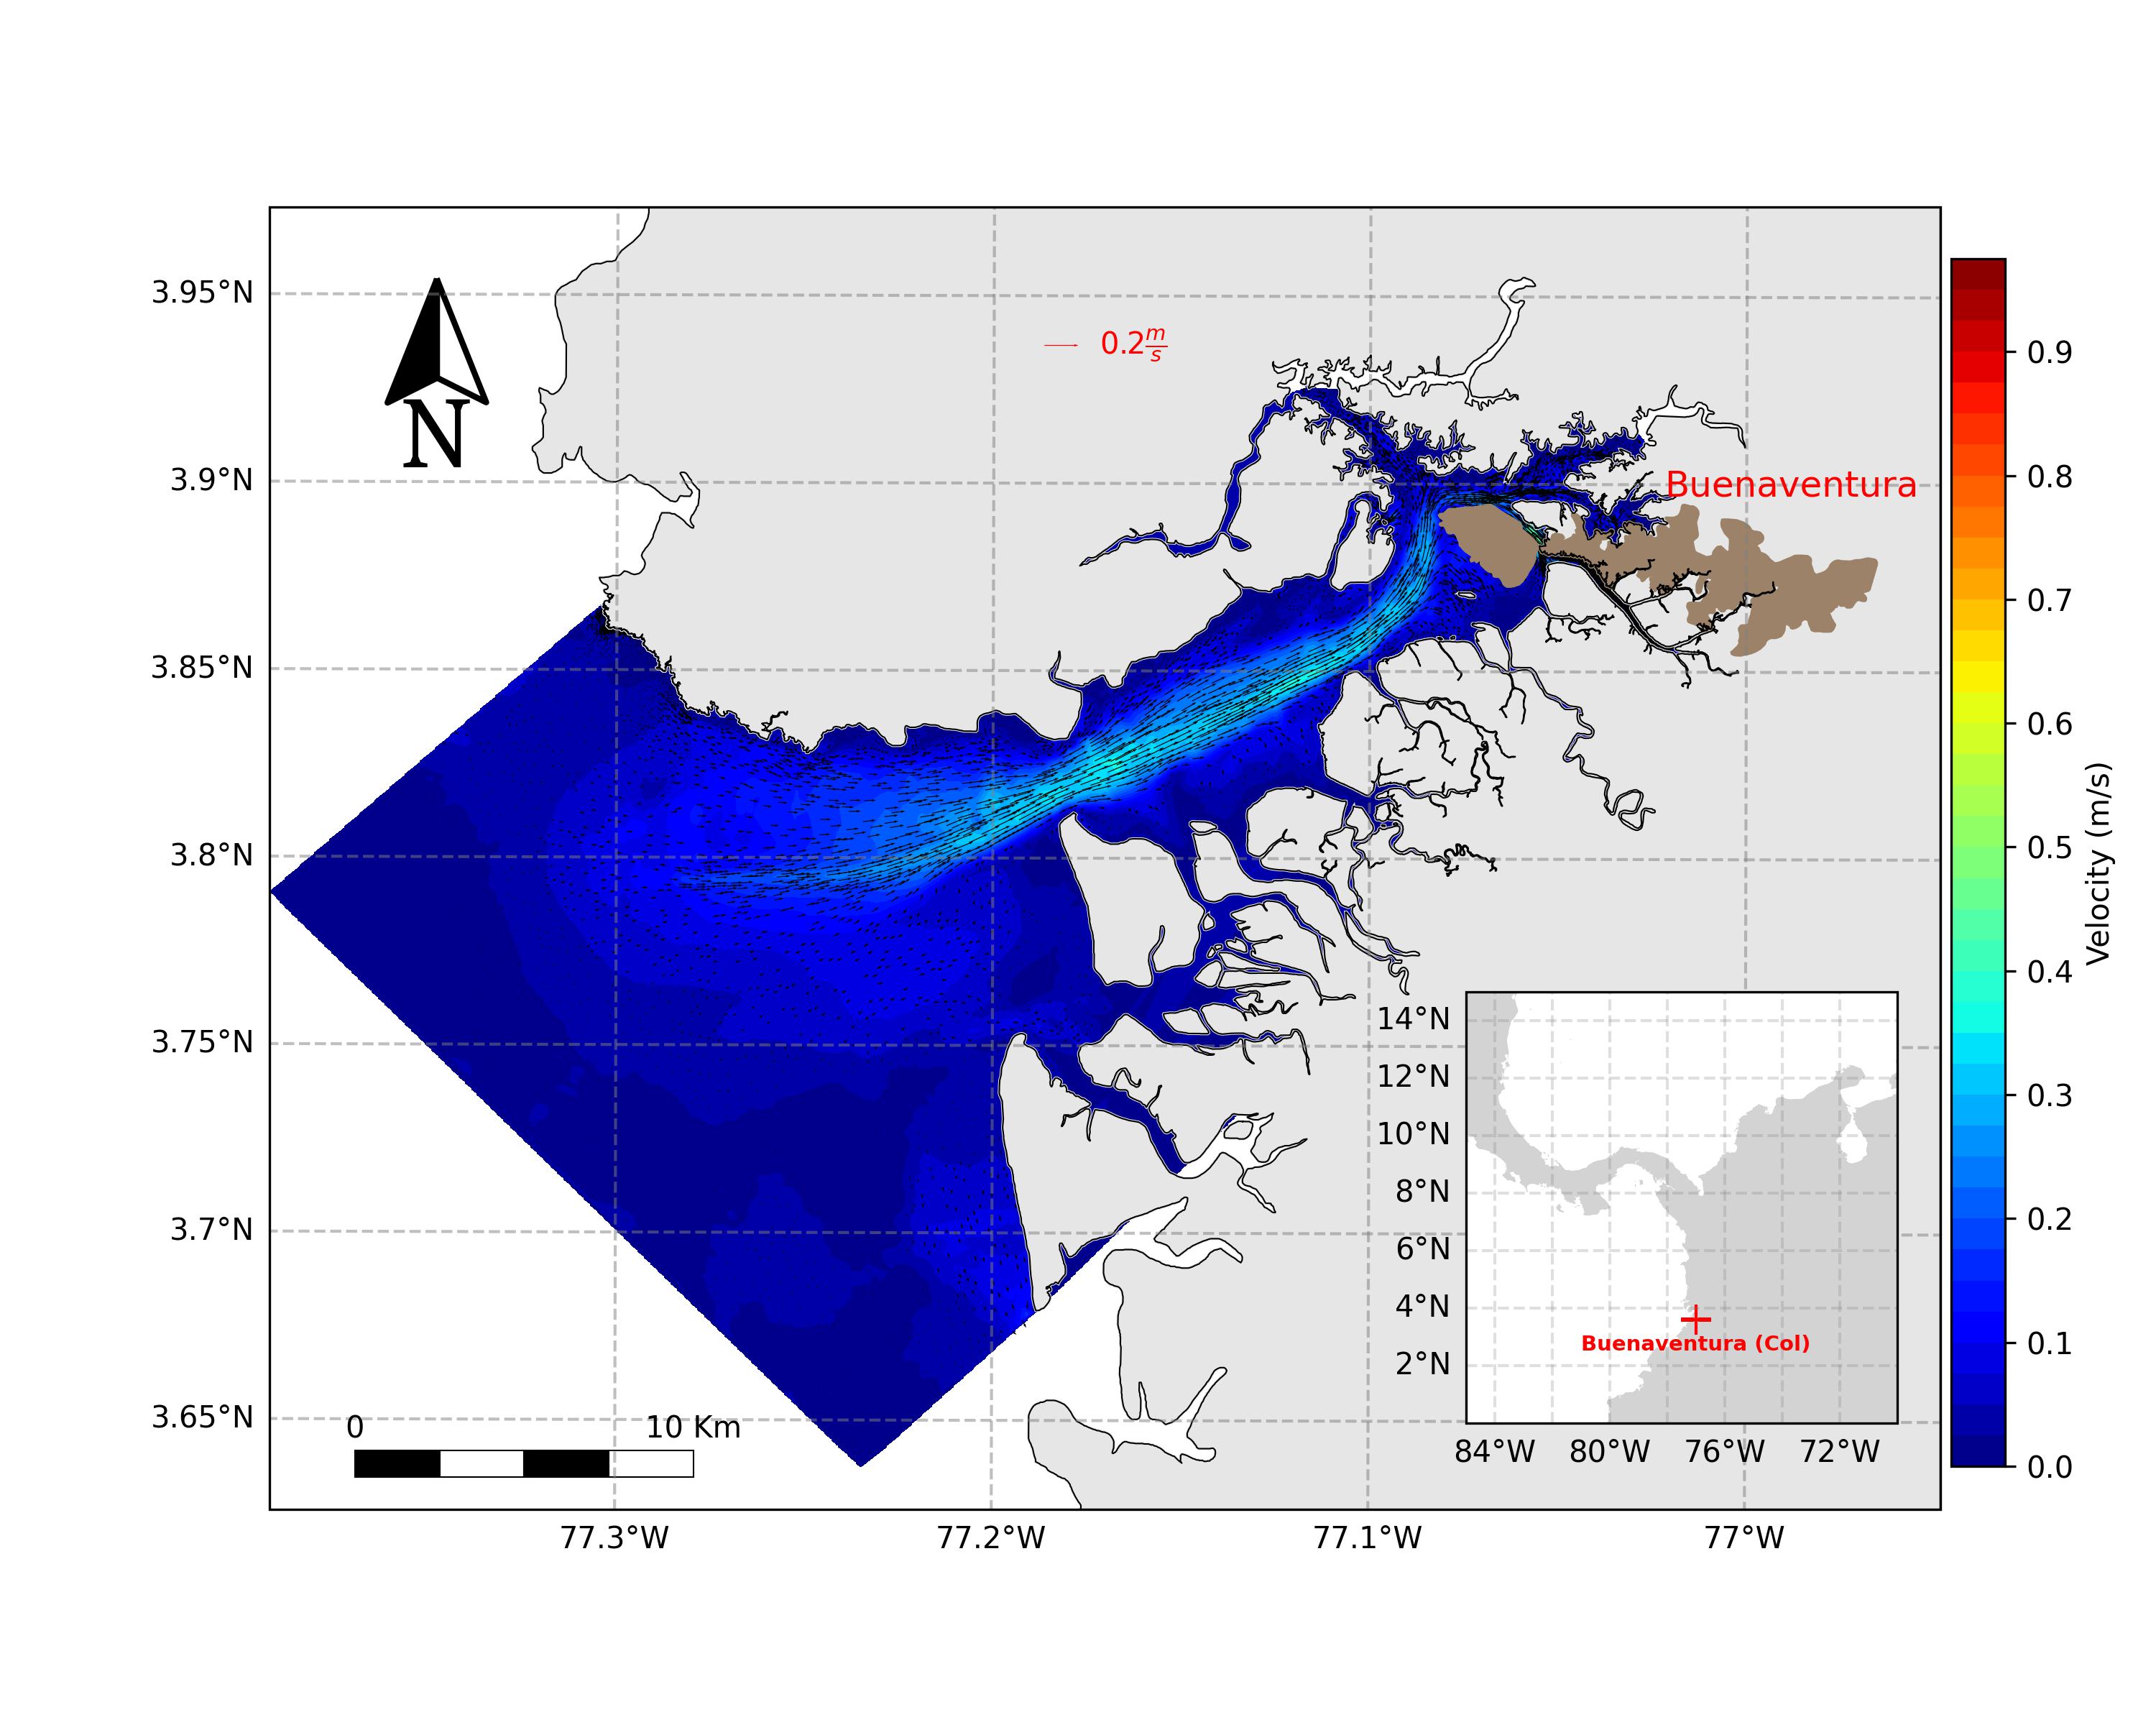 3.95°N
3.9°N
3.85°N
3.8°N
3.75°N
3.7°N
3.65°N
77.3°W
77.2°W
77.1°W
77°W
N
0.2 m/s
Buenaventura
0
10 Km
14°N
12°N
10°N
8°N
6°N
4°N
2°N
84°W
80°W
76°W
72°W
Buenaventura (Col)
0.9
0.8
0.7
0.6
0.5
0.4
0.3
0.2
0.1
0.0
Velocity (m/s)